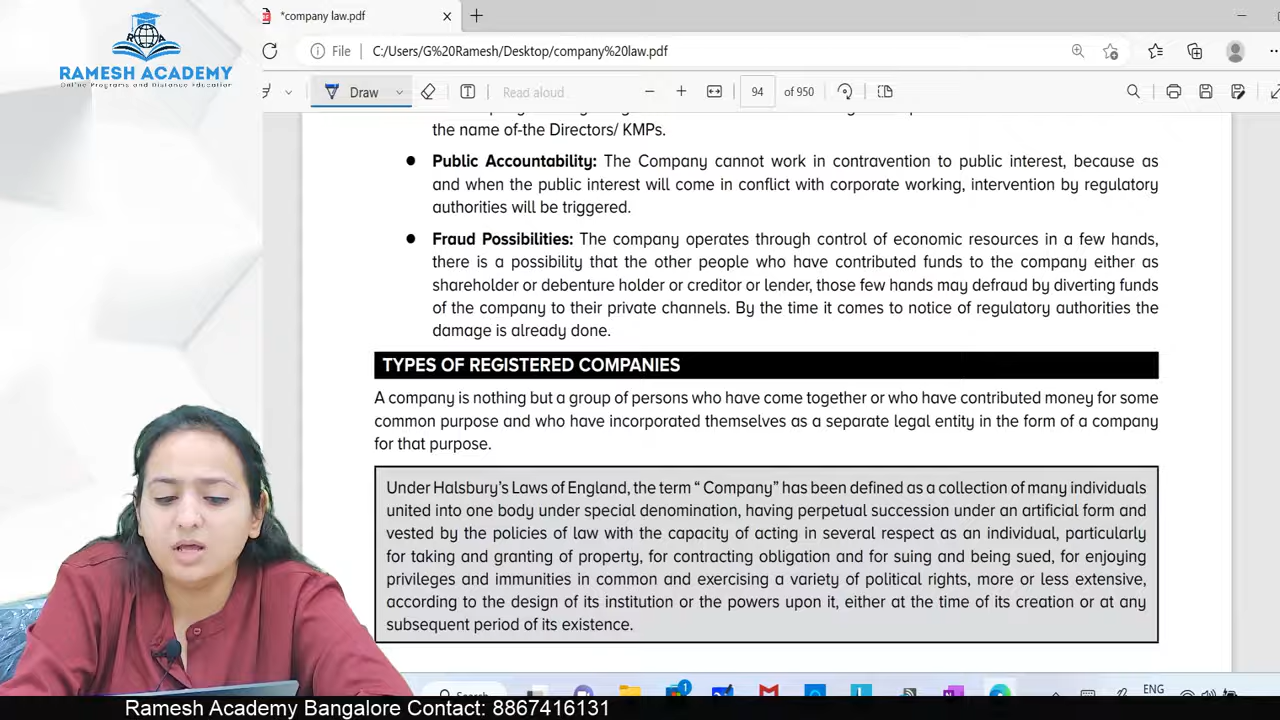 *company law.pdf
RAMESH ACADEMY
Online Programs and Distance Education
File
C:/Users/G%20Ramesh/Desktop/company%20law.pdf
Draw
Read aloud
94
of 950
the name of-the Directors/ KMPs.
● Public Accountability: The Company cannot work in contravention to public interest, because as
and when the public interest will come in conflict with corporate working, intervention by regulatory
authorities will be triggered.
● Fraud Possibilities: The company operates through control of economic resources in a few hands,
there is a possibility that the other people who have contributed funds to the company either as
shareholder or debenture holder or creditor or lender, those few hands may defraud by diverting funds
of the company to their private channels. By the time it comes to notice of regulatory authorities the
damage is already done.
TYPES OF REGISTERED COMPANIES
A company is nothing but a group of persons who have come together or who have contributed money for some
common purpose and who have incorporated themselves as a separate legal entity in the form of a company
for that purpose.
Under Halsbury's Laws of England, the term “ Company” has been defined as a collection of many individuals
united into one body under special denomination, having perpetual succession under an artificial form and
vested by the policies of law with the capacity of acting in several respect as an individual, particularly
for taking and granting of property, for contracting obligation and for suing and being sued, for enjoying
privileges and immunities in common and exercising a variety of political rights, more or less extensive,
according to the design of its institution or the powers upon it, either at the time of its creation or at any
subsequent period of its existence.
ENG
Ramesh Academy Bangalore Contact: 8867416131